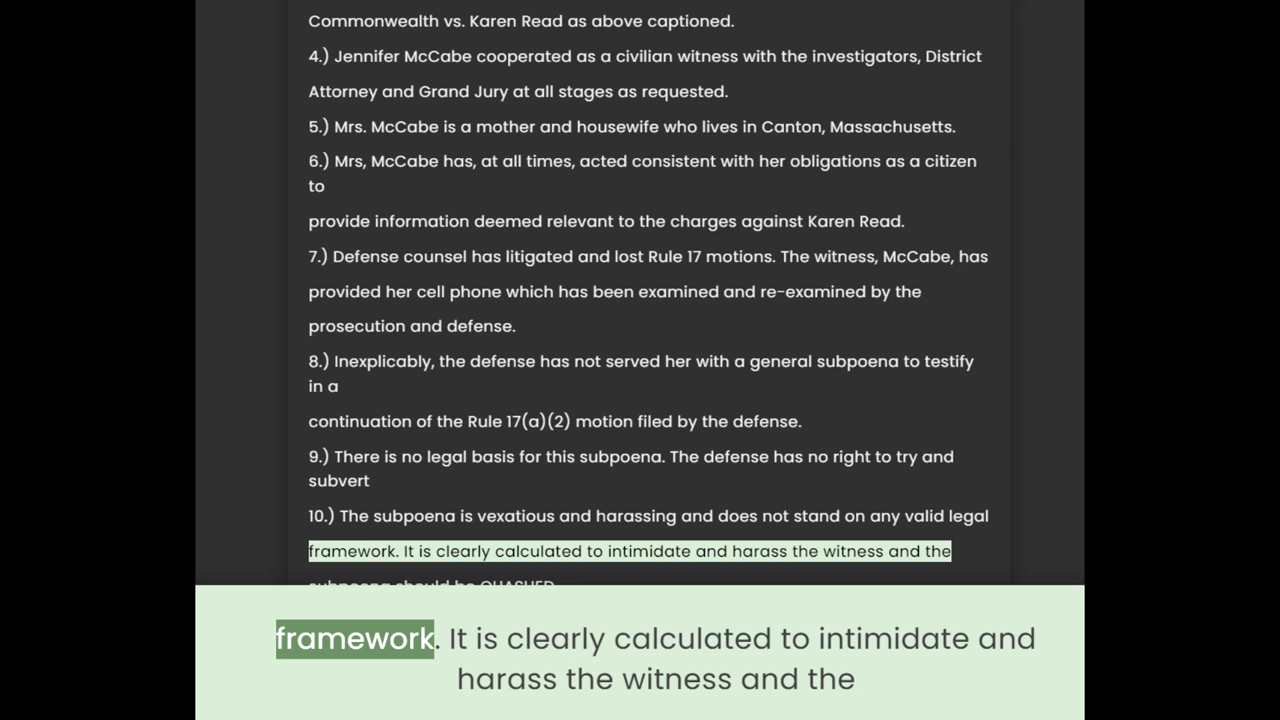 Commonwealth vs. Karen Read as above captioned.
4.) Jennifer McCabe cooperated as a civilian witness with the investigators, District
Attorney and Grand Jury at all stages as requested.
5.) Mrs. McCabe is a mother and housewife who lives in Canton, Massachusetts.
6.) Mrs, McCabe has, at all times, acted consistent with her obligations as a citizen
to
provide information deemed relevant to the charges against Karen Read.
7.) Defense counsel has litigated and lost Rule 17 motions. The witness, McCabe, has
provided her cell phone which has been examined and re-examined by the
prosecution and defense.
8.) Inexplicably, the defense has not served her with a general subpoena to testify
in a
continuation of the Rule 17(a)(2) motion filed by the defense.
9.) There is no legal basis for this subpoena. The defense has no right to try and
subvert
10.) The subpoena is vexatious and harassing and does not stand on any valid legal
framework. It is clearly calculated to intimidate and harass the witness and the
subpoena should be QUASHED
framework. It is clearly calculated to intimidate and
harass the witness and the